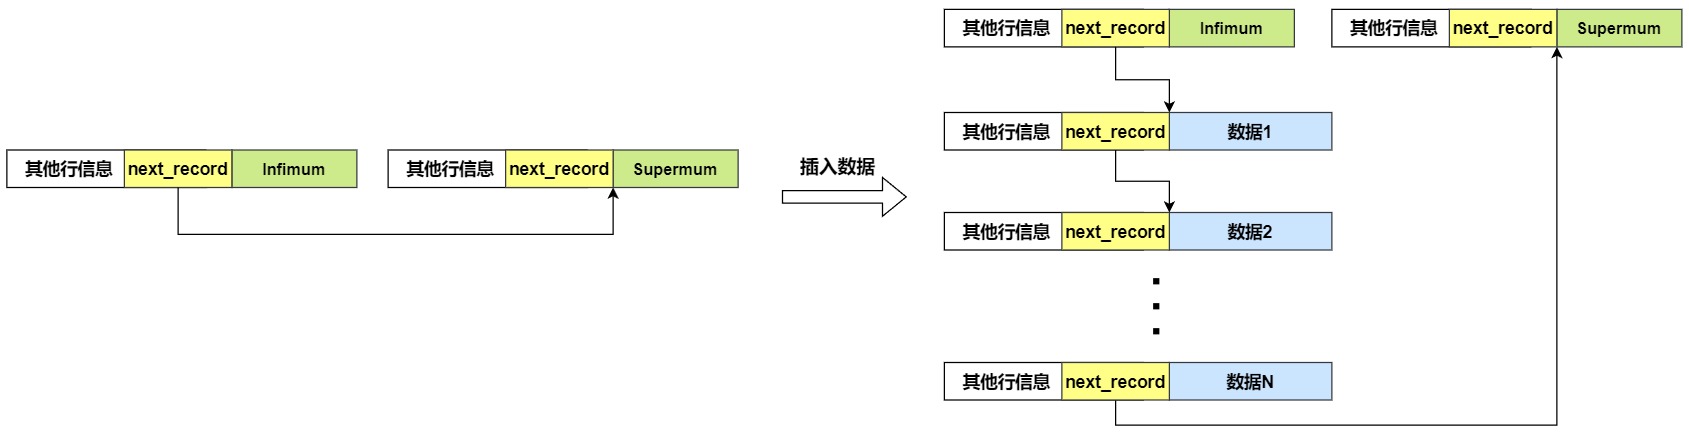 其他行信息 next_record Infimum
其他行信息 next_record Supermum
插入数据
其他行信息 next_record Infimum
其他行信息 next_record Supermum
其他行信息 next_record 数据1
其他行信息 next_record 数据2
其他行信息 next_record 数据N